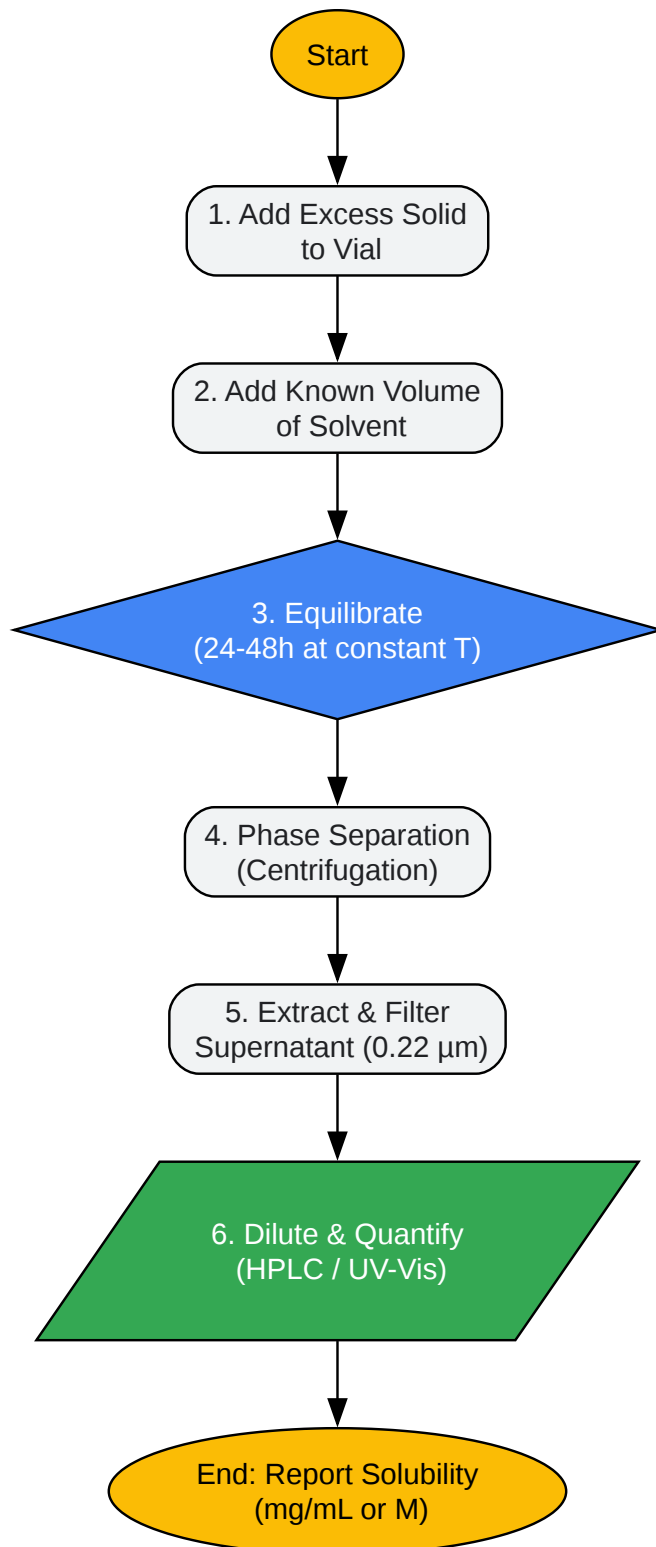 Start
1. Add Excess Solid
to Vial
2. Add Known Volume
of Solvent
3. Equilibrate
(24-48h at constant T)
4. Phase Separation
(Centrifugation)
5. Extract & Filter
Supernatant (0.22 µm)
6. Dilute & Quantify
(HPLC / UV-Vis)
End: Report Solubility
(mg/mL or M)